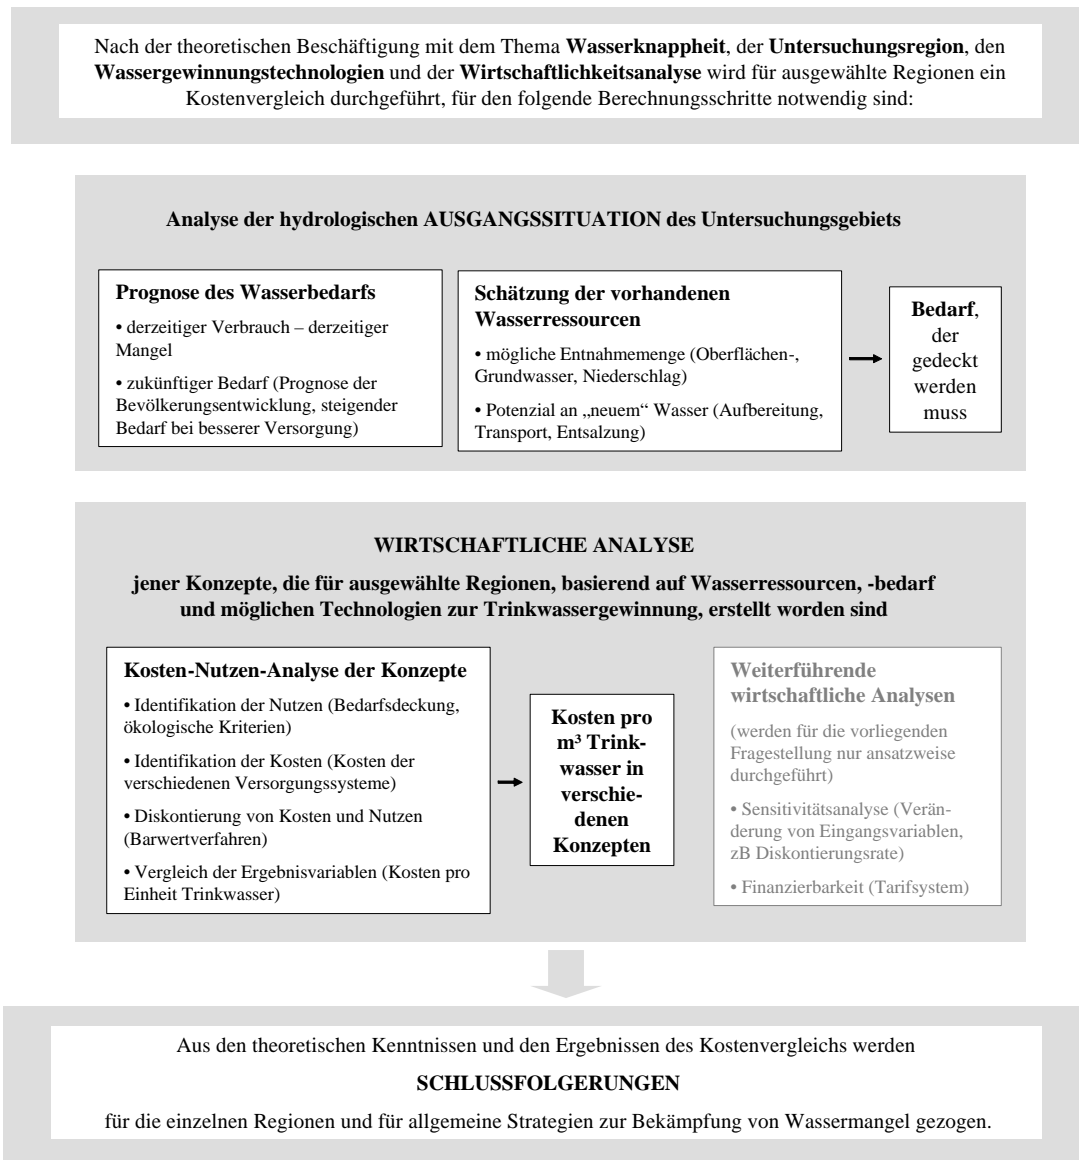 Nach der theoretischen Beschäftigung mit dem Thema Wasserknappheit, der Untersuchungsregion, den
Wassergewinnungstechnologien und der Wirtschaftlichkeitsanalyse wird für ausgewählte Regionen ein
Kostenvergleich durchgeführt, für den folgende Berechnungsschritte notwendig sind:
Analyse der hydrologischen AUSGANGSSITUATION des Untersuchungsgebiets
Prognose des Wasserbedarfs
• derzeitiger Verbrauch – derzeitiger
Mangel
• zukünftiger Bedarf (Prognose der
Bevölkerungsentwicklung, steigender
Bedarf bei besserer Versorgung)
Schätzung der vorhandenen
Wasserressourcen
• mögliche Entnahmemenge (Oberflächen-,
Grundwasser, Niederschlag)
• Potenzial an „neuem“ Wasser (Aufbereitung,
Transport, Entsalzung)
Bedarf,
der
gedeckt
werden
muss
WIRTSCHAFTLICHE ANALYSE
jener Konzepte, die für ausgewählte Regionen, basierend auf Wasserressourcen, -bedarf
und möglichen Technologien zur Trinkwassergewinnung, erstellt worden sind
Kosten-Nutzen-Analyse der Konzepte
• Identifikation der Nutzen (Bedarfsdeckung,
ökologische Kriterien)
• Identifikation der Kosten (Kosten der
verschiedenen Versorgungssysteme)
• Diskontierung von Kosten und Nutzen
(Barwertverfahren)
• Vergleich der Ergebnisvariablen (Kosten pro
Einheit Trinkwasser)
Kosten pro
m³ Trink-
wasser in
verschie-
denen
Konzepten
Weiterführende
wirtschaftliche Analysen
(werden für die vorliegenden
Fragestellung nur ansatzweise
durchgeführt)
• Sensitivitätsanalyse (Verän-
derung von Eingangsvariablen,
zB Diskontierungsrate)
• Finanzierbarkeit (Tarifsystem)
Aus den theoretischen Kenntnissen und den Ergebnissen des Kostenvergleichs werden
SCHLUSSFOLGERUNGEN
für die einzelnen Regionen und für allgemeine Strategien zur Bekämpfung von Wassermangel gezogen.